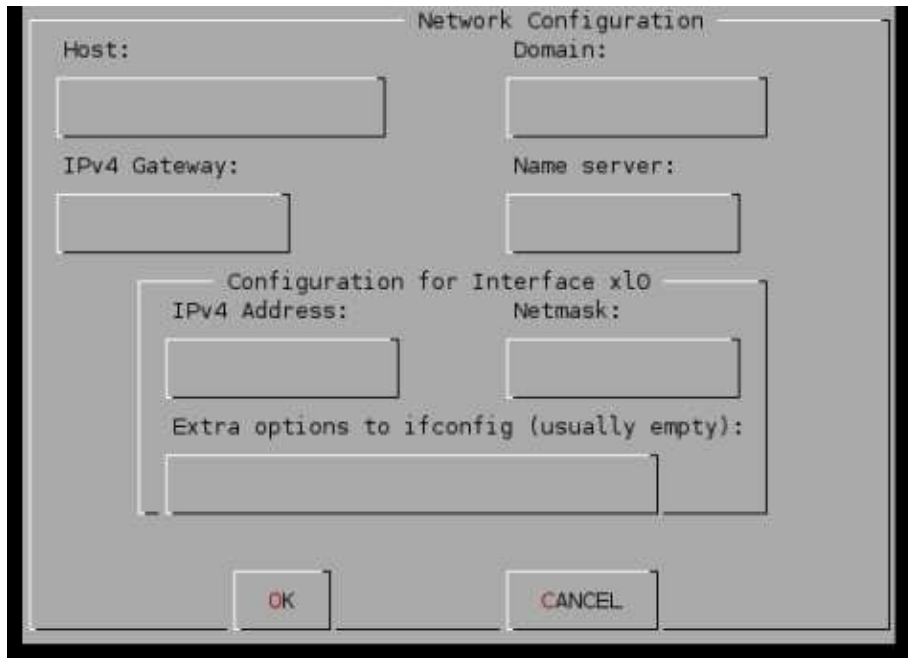 Network Configuration
Host: Domain:
IPv4 Gateway: Name server:
Configuration for Interface xl0
IPv4 Address: Netmask:
Extra options to ifconfig (usually empty):
OK CANCEL